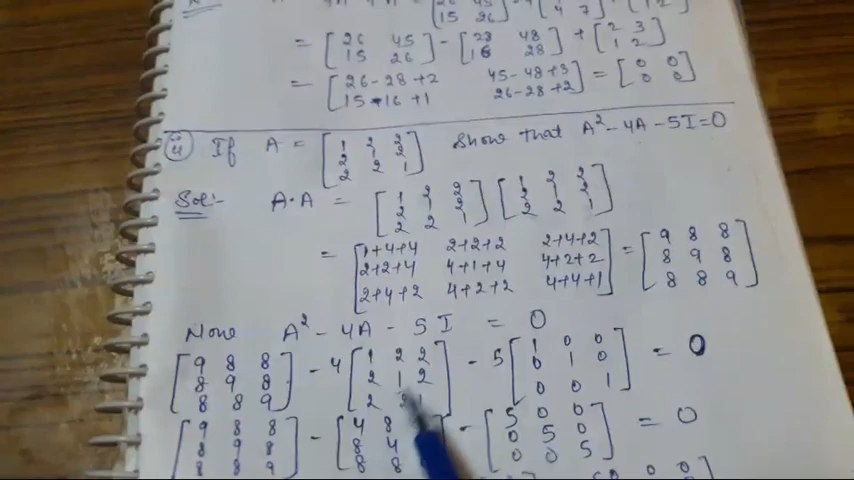 = [ 26 45 15 26 ] - [ 28 48 16 28 ] + [ 2 3 1 2 ]
= [ 26-28+2 45-48+3 15-16+1 26-28+2 ] = [ 0 0 0 0 ]
4 If A = [ 1 2 2 2 1 2 2 2 1 ] Show that A² - 4A - 5I = 0
Sol:- A·A = [ 1 2 2 2 1 2 2 2 1 ] [ 1 2 2 2 1 2 2 2 1 ]
= [ 1+4+4 2+2+2 2+4+2
2+2+4 4+1+4 4+2+2
2+4+2 4+2+2 4+4+1 ] = [ 9 8 8 8 9 8 8 8 9 ]
Now A² - 4A - 5I = 0
[ 9 8 8 8 9 8 8 8 9 ] - 4 [ 1 2 2 2 1 2 2 2 1 ] - 5 [ 1 0 0 0 1 0 0 0 1 ] = 0
[ 9 8 8 8 9 8 8 8 9 ] - [ 4 8 8 4 8 8 ] - [ 5 0 0 0 5 0 0 0 5 ] = 0